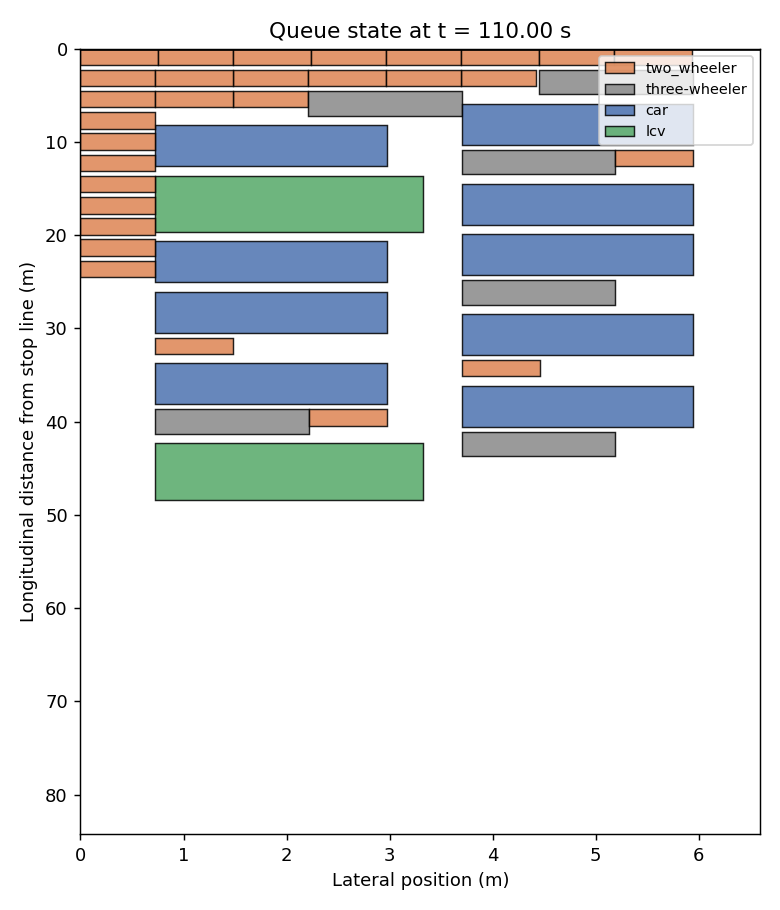 Queue state at t = 110.00 s
two_wheeler
three-wheeler
car
lcv
0
10
20
30
40
50
60
70
80
Longitudinal distance from stop line (m)
0 1 2 3 4 5 6
Lateral position (m)